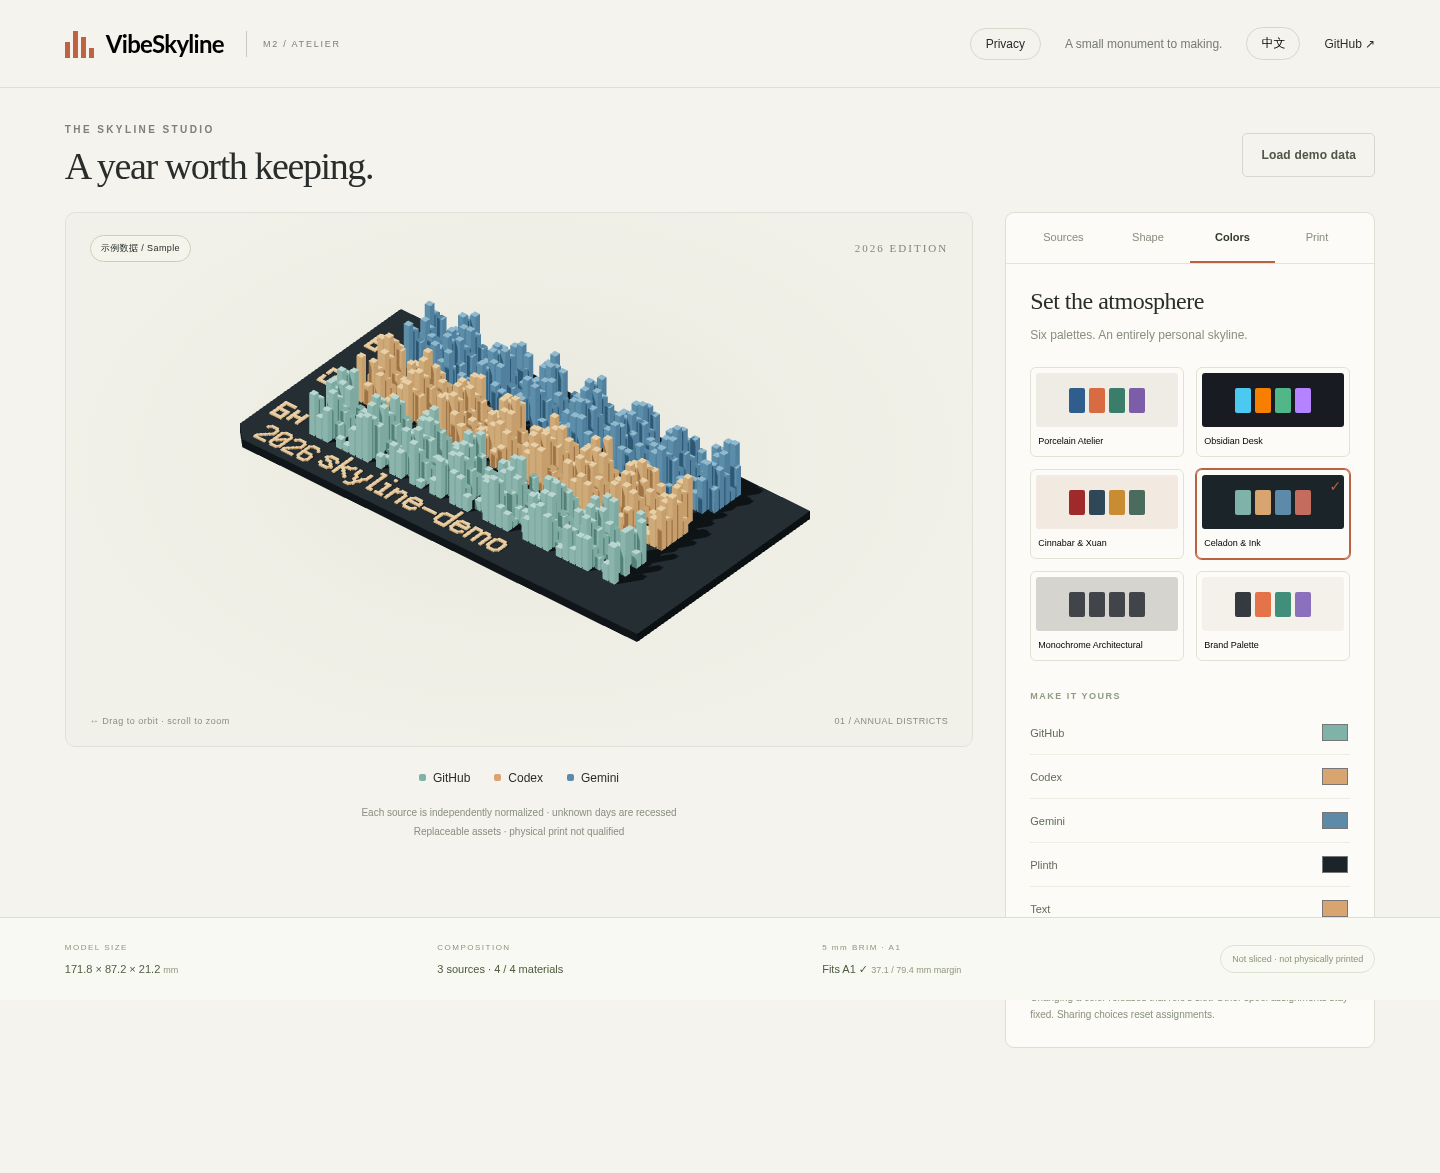 VibeSkyline
M2 / ATELIER
Privacy
A small monument to making.
中文
GitHub ↗
THE SKYLINE STUDIO
A year worth keeping.
Load demo data
示例数据 / Sample
2026 EDITION
GH
2026 skyline-demo
↔ Drag to orbit · scroll to zoom
01 / ANNUAL DISTRICTS
GitHub
Codex
Gemini
Each source is independently normalized · unknown days are recessed
Replaceable assets · physical print not qualified
Sources
Shape
Colors
Print
Set the atmosphere
Six palettes. An entirely personal skyline.
Porcelain Atelier
Obsidian Desk
Cinnabar & Xuan
✓
Celadon & Ink
Monochrome Architectural
Brand Palette
MAKE IT YOURS
GitHub
Codex
Gemini
Plinth
Text
fixed. Sharing choices reset assignments.
MODEL SIZE
171.8 × 87.2 × 21.2 mm
COMPOSITION
3 sources · 4 / 4 materials
5 mm BRIM · A1
Fits A1 ✓ 37.1 / 79.4 mm margin
Not sliced · not physically printed